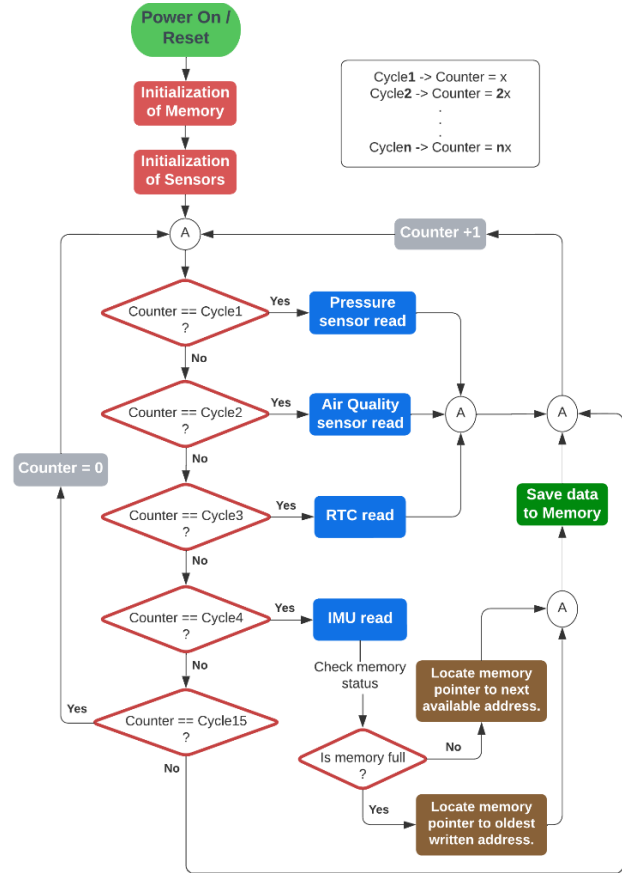 Power On /
Reset
Initialization
of Memory
Initialization
of Sensors
Cycle1 -> Counter = x
Cycle2 -> Counter = 2x
.
.
.
Cyclen -> Counter = nx
A
Counter +1
Counter == Cycle1
?
Yes
Pressure
sensor read
No
Counter == Cycle2
?
Yes
Air Quality
sensor read
A
A
No
Counter = 0
Counter == Cycle3
?
Yes
RTC read
Save data
to Memory
No
Counter == Cycle4
?
Yes
IMU read
A
No
Check memory
status
Locate memory
pointer to next
available address.
Yes
Counter == Cycle15
?
No
Is memory full
?
No
Yes
Locate memory
pointer to oldest
written address.